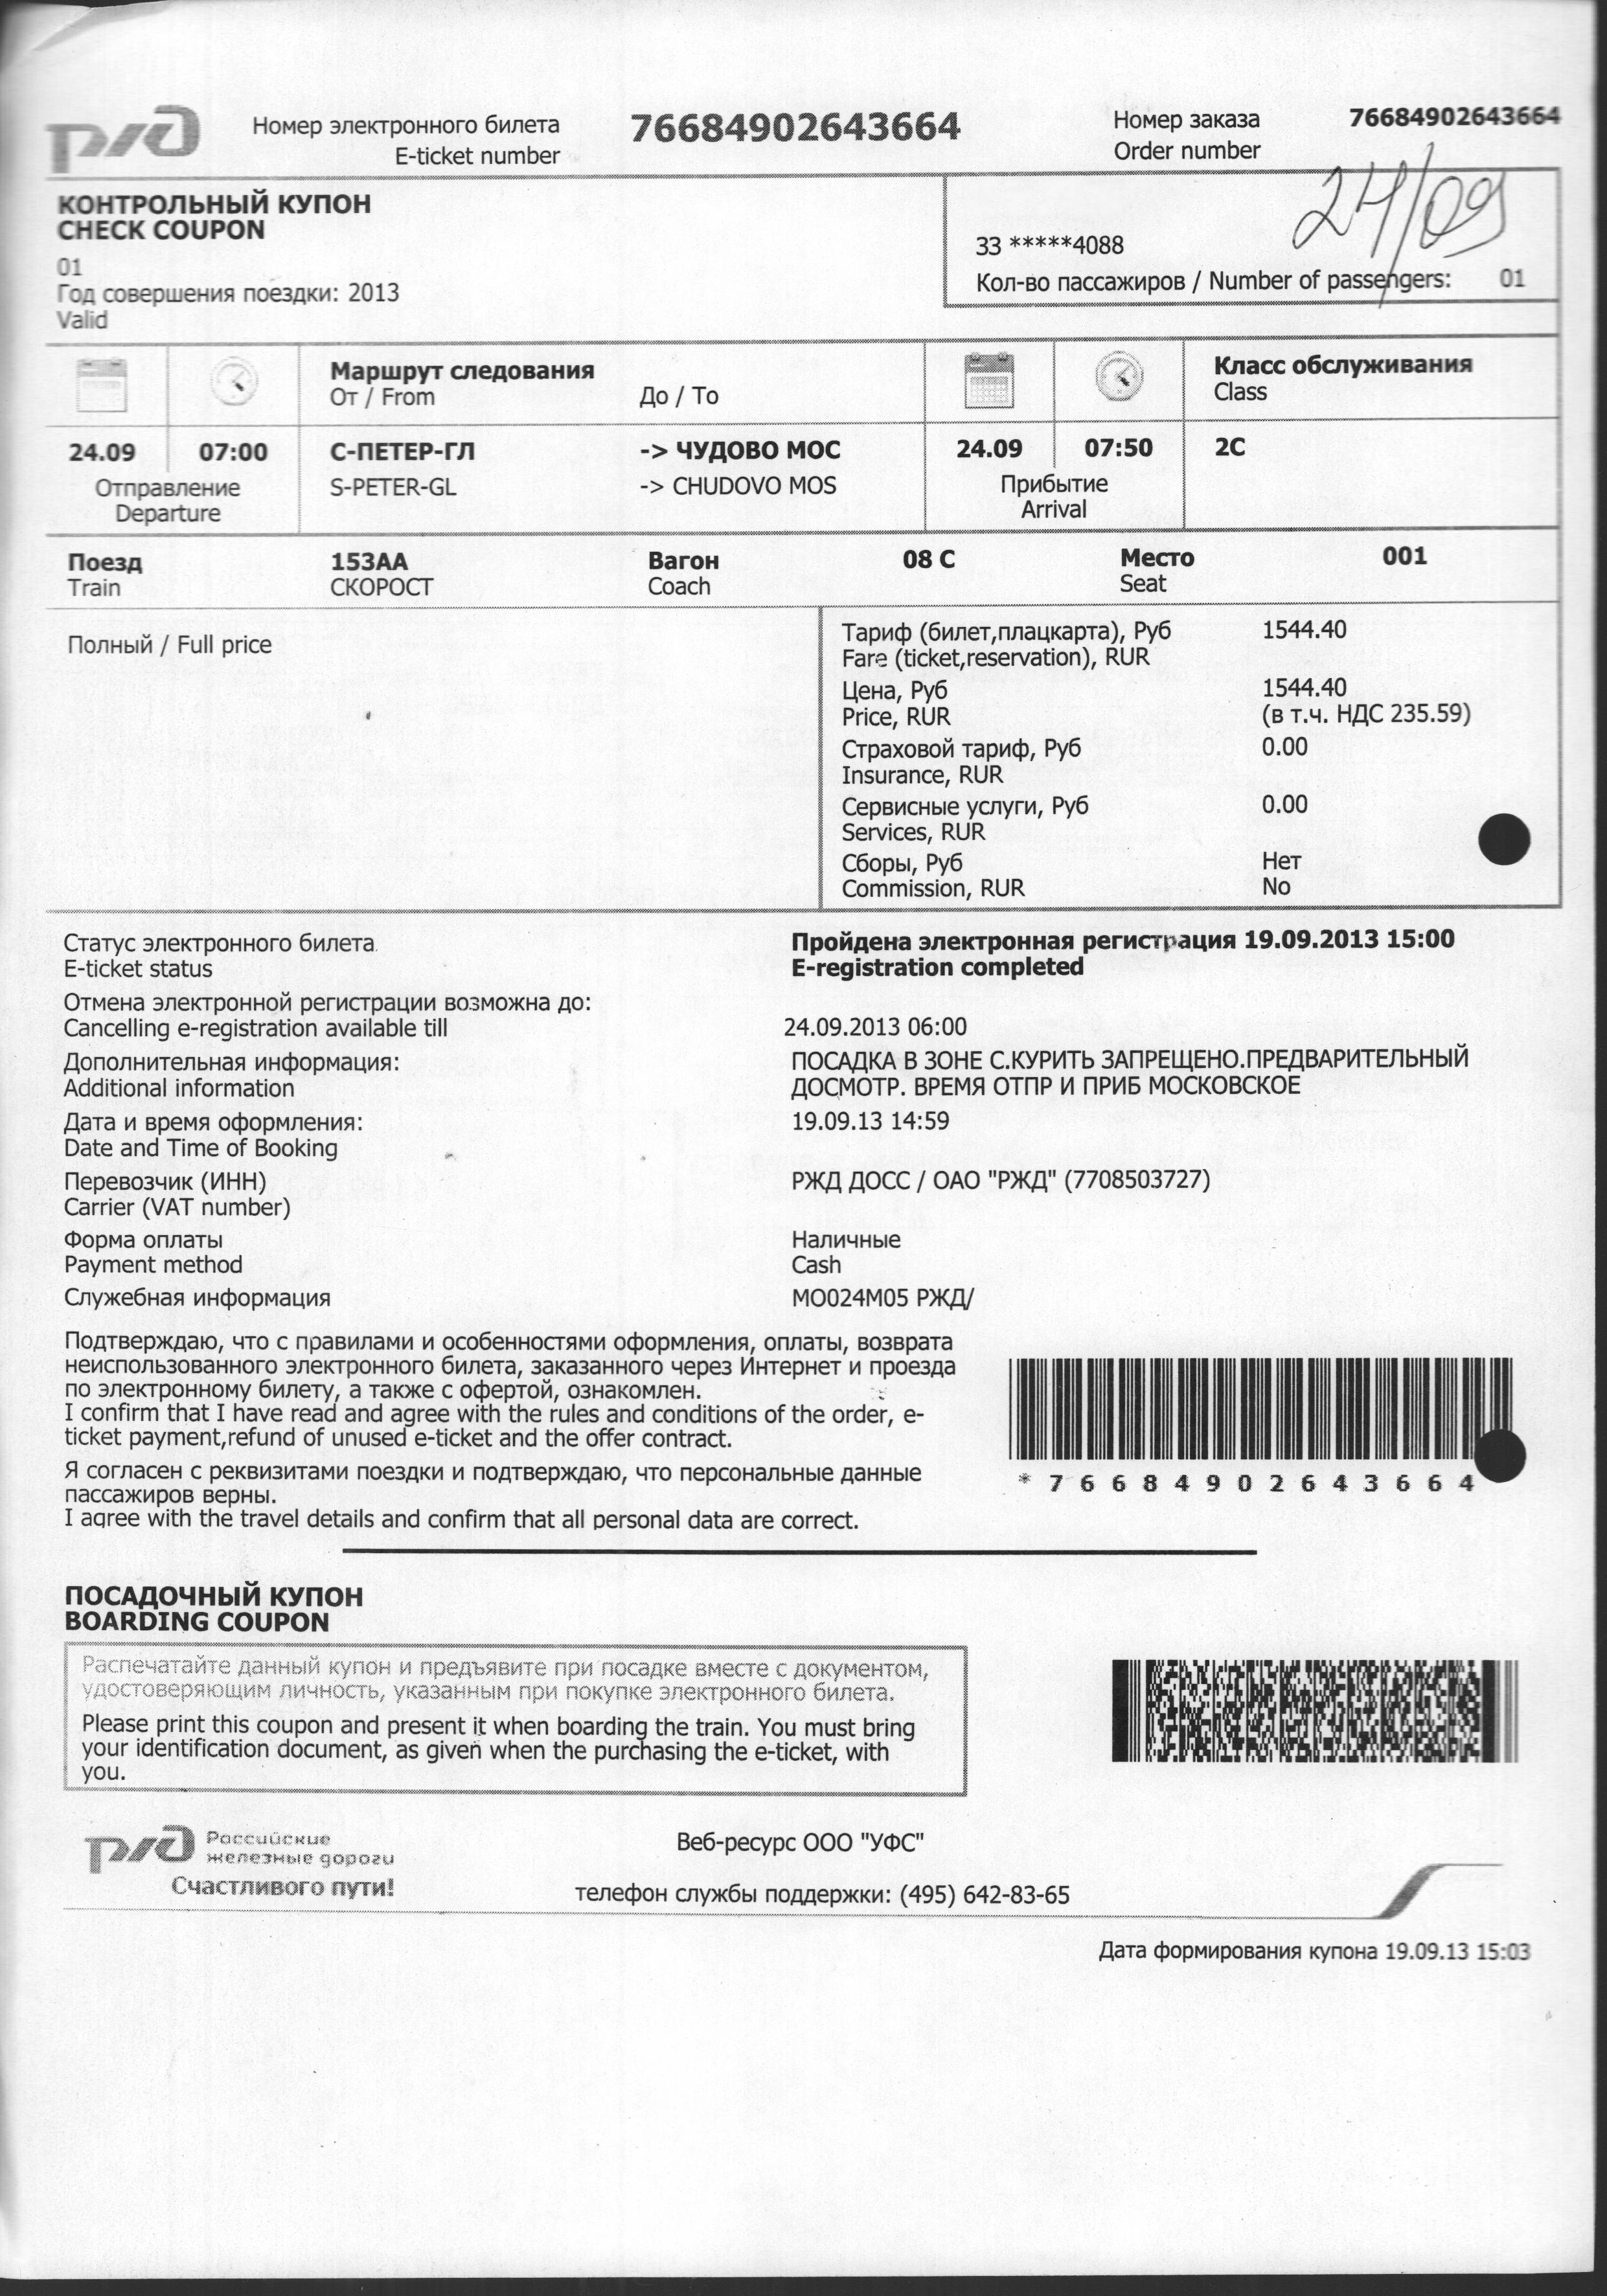 РЖД Номер электронного билета 76684902643664 Номер заказа 76684902643664
E-ticket number Order number
24/09
КОНТРОЛЬНЫЙ КУПОН
CHECK COUPON
01
Год совершения поездки: 2013
Valid
33 *****4088
Кол-во пассажиров / Number of passengers: 01
Маршрут следования Класс обслуживания
От / From До / To Class
24.09 07:00 С-ПЕТЕР-ГЛ -> ЧУДОВО МОС 24.09 07:50 2С
Отправление S-PETER-GL -> CHUDOVO MOS Прибытие
Departure Arrival
Поезд 153АА Вагон 08 С Место 001
Train СКОРОСТ Coach Seat
Полный / Full price
Тариф (билет,плацкарта), Руб 1544.40
Fare (ticket,reservation), RUR
Цена, Руб 1544.40
Price, RUR (в т.ч. НДС 235.59)
Страховой тариф, Руб 0.00
Insurance, RUR
Сервисные услуги, Руб 0.00
Services, RUR
Сборы, Руб Нет
Commission, RUR No
Статус электронного билета Пройдена электронная регистрация 19.09.2013 15:00
E-ticket status E-registration completed
Отмена электронной регистрации возможна до:
Cancelling e-registration available till 24.09.2013 06:00
Дополнительная информация: ПОСАДКА В ЗОНЕ С.КУРИТЬ ЗАПРЕЩЕНО.ПРЕДВАРИТЕЛЬНЫЙ
Additional information ДОСМОТР. ВРЕМЯ ОТПР И ПРИБ МОСКОВСКОЕ
Дата и время оформления: 19.09.13 14:59
Date and Time of Booking
Перевозчик (ИНН) РЖД ДОСС / ОАО "РЖД" (7708503727)
Carrier (VAT number)
Форма оплаты Наличные
Payment method Cash
Служебная информация МО024М05 РЖД/
Подтверждаю, что с правилами и особенностями оформления, оплаты, возврата
неиспользованного электронного билета, заказанного через Интернет и проезда
по электронному билету, а также с офертой, ознакомлен.
I confirm that I have read and agree with the rules and conditions of the order, e-
ticket payment,refund of unused e-ticket and the offer contract.
Я согласен с реквизитами поездки и подтверждаю, что персональные данные
пассажиров верны.
I agree with the travel details and confirm that all personal data are correct.
* 7 6 6 8 4 9 0 2 6 4 3 6 6 4
ПОСАДОЧНЫЙ КУПОН
BOARDING COUPON
Распечатайте данный купон и предъявите при посадке вместе с документом,
удостоверяющим личность, указанным при покупке электронного билета.
Please print this coupon and present it when boarding the train. You must bring
your identification document, as given when the purchasing the e-ticket, with
you.
РЖД Российские
железные дороги
Счастливого пути!
Веб-ресурс ООО "УФС"
телефон службы поддержки: (495) 642-83-65
Дата формирования купона 19.09.13 15:03